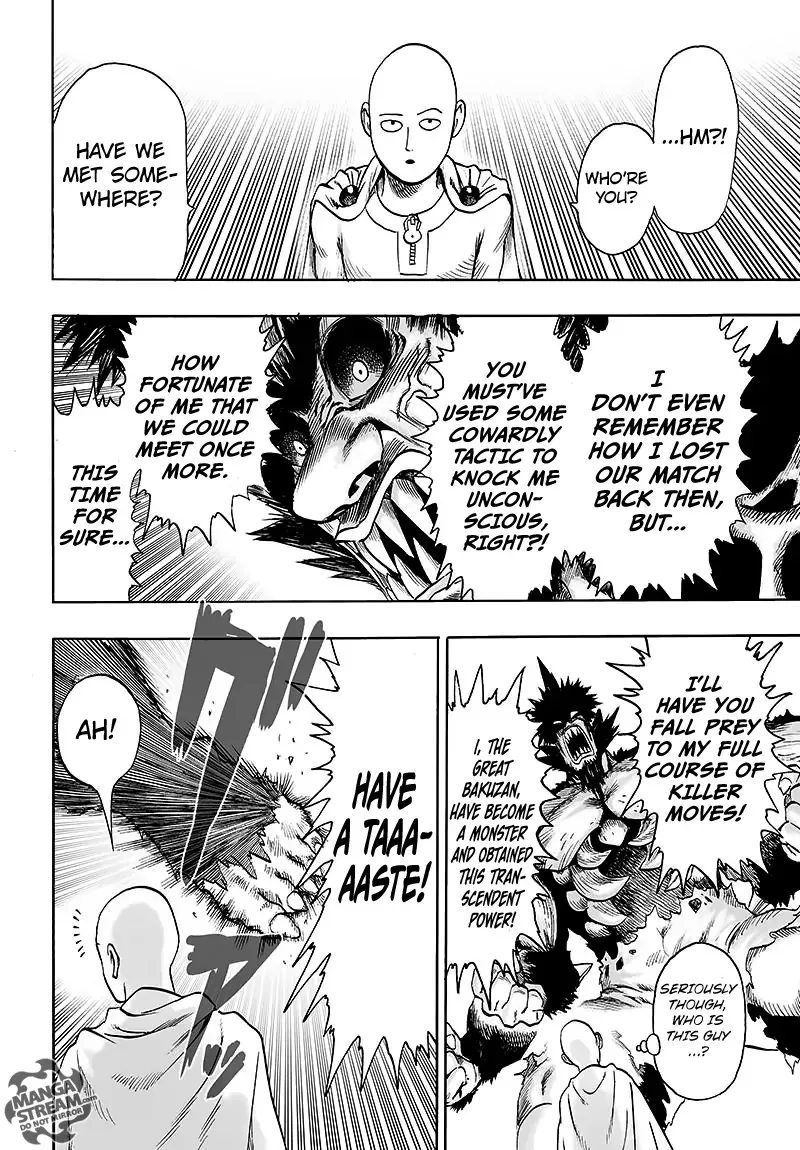 ...HM?!
WHO'RE
YOU?
HAVE WE
MET SOME-
WHERE?
I
DON'T EVEN
REMEMBER
HOW I LOST
OUR MATCH
BACK THEN,
BUT...
YOU
MUST'VE
USED SOME
COWARDLY
TACTIC TO
KNOCK ME
UNCON-
SCIOUS,
RIGHT?!
HOW
FORTUNATE
OF ME THAT
WE COULD
MEET ONCE
MORE.
THIS
TIME
FOR
SURE...
I'LL
HAVE YOU
FALL PREY
TO MY FULL
COURSE OF
KILLER
MOVES!
I, THE
GREAT
BAKUZAN,
HAVE BECOME
A MONSTER
AND OBTAINED
THIS TRAN-
SCENDENT
POWER!
SERIOUSLY
THOUGH,
WHO IS
THIS GUY
...?
HAVE
A TAAA-
AASTE!
グ
ア
AH!
MANGA
STREAM.COM
DO NOT MIRROR